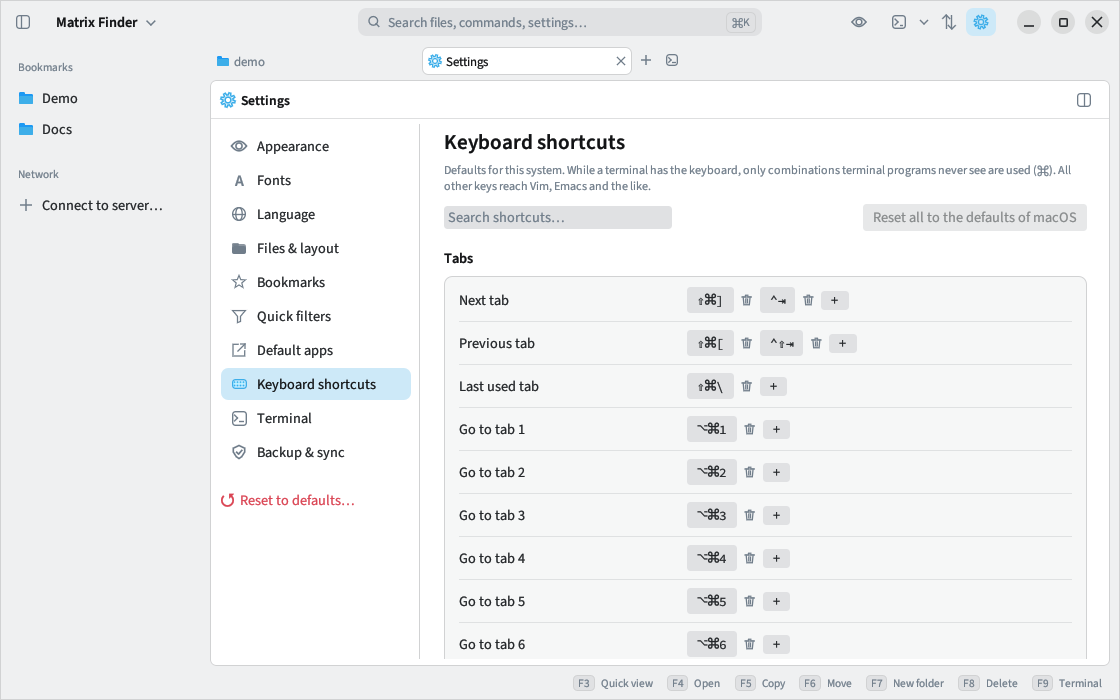 Matrix Finder
Search files, commands, settings…
⌘K
Bookmarks
Demo
Docs
Network
Connect to server…
demo
Settings
Settings
Appearance
Fonts
Language
Files & layout
Bookmarks
Quick filters
Default apps
Keyboard shortcuts
Terminal
Backup & sync
Reset to defaults…
Keyboard shortcuts
Defaults for this system. While a terminal has the keyboard, only combinations terminal programs never see are used (⌘). All
other keys reach Vim, Emacs and the like.
Search shortcuts…
Reset all to the defaults of macOS
Tabs
Next tab ⇧⌘] ^⇥ +
Previous tab ⇧⌘[ ^⇧⇥ +
Last used tab ⇧⌘\ +
Go to tab 1 ⌥⌘1 +
Go to tab 2 ⌥⌘2 +
Go to tab 3 ⌥⌘3 +
Go to tab 4 ⌥⌘4 +
Go to tab 5 ⌥⌘5 +
Go to tab 6 ⌥⌘6 +
F3 Quick view F4 Open F5 Copy F6 Move F7 New folder F8 Delete F9 Terminal